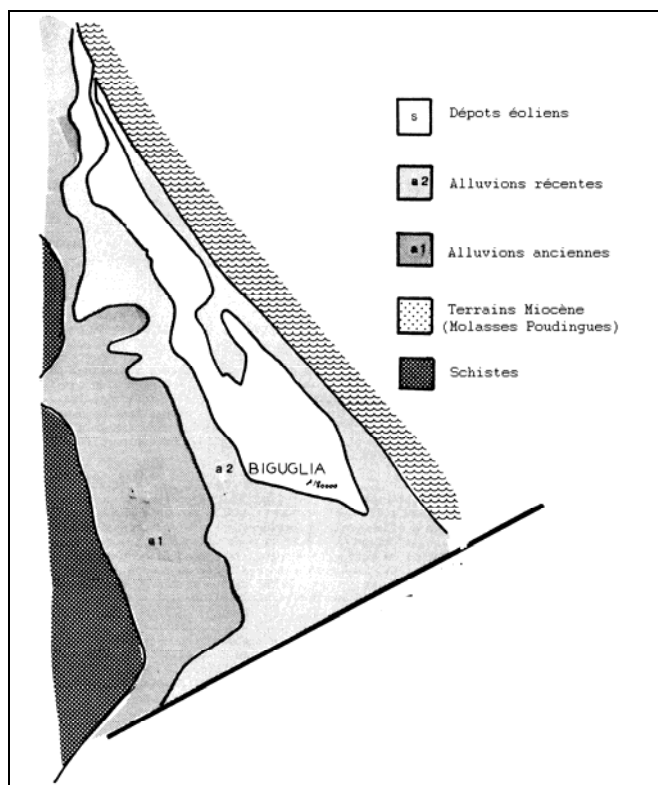 s Dépots éoliens
a2 Alluvions récentes
a1 Alluvions anciennes
Terrains Miocène
(Molasses Poudingues)
Schistes
a2 BIGUGLIA
a1